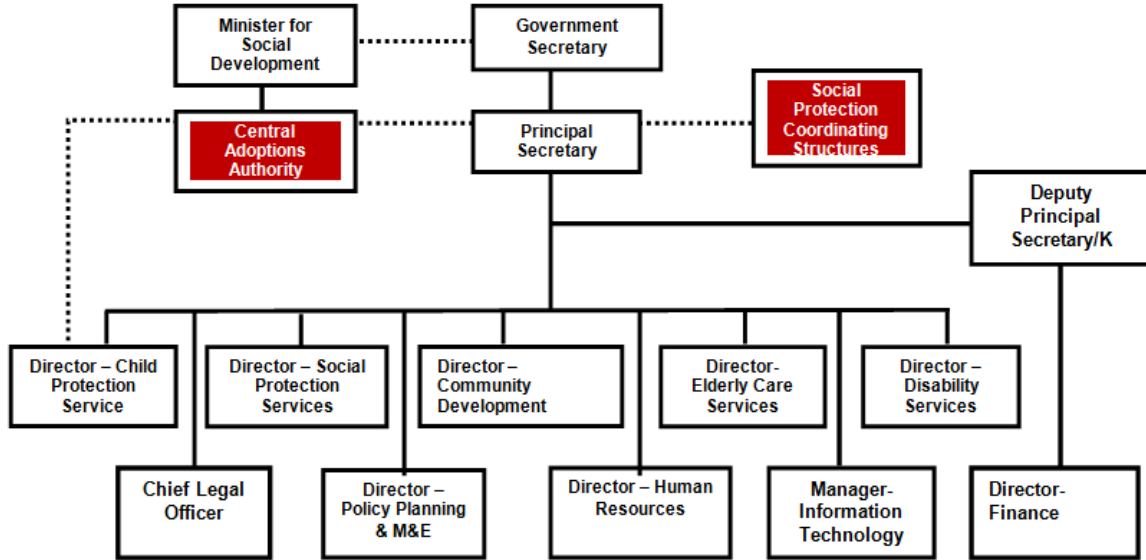 Minister for
Social
Development
Government
Secretary
Central
Adoptions
Authority
Principal
Secretary
Social
Protection
Coordinating
Structures
Deputy
Principal
Secretary/K
Director – Child
Protection
Service
Director – Social
Protection
Services
Director –
Community
Development
Director-
Elderly Care
Services
Director –
Disability
Services
Chief Legal
Officer
Director –
Policy Planning
& M&E
Director – Human
Resources
Manager-
Information
Technology
Director-
Finance